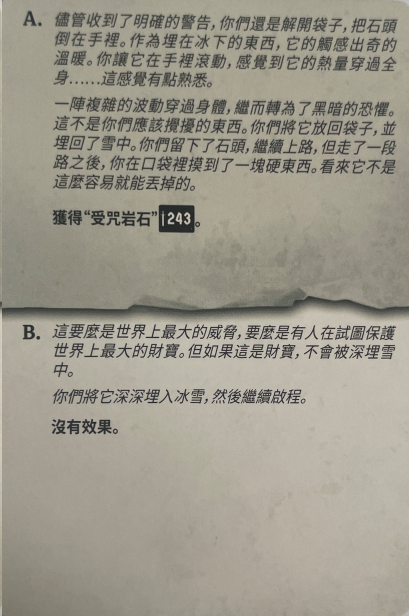 A. 儘管收到了明確的警告，你們還是解開袋子，把石頭
倒在手裡。作為埋在冰下的東西，它的觸感出奇的
溫暖。你讓它在手裡滾動，感覺到它的熱量穿過全
身……這感覺有點熟悉。
一陣複雜的波動穿過身體，繼而轉為了黑暗的恐懼。
這不是你們應該攪擾的東西。你們將它放回袋子，並
埋回了雪中。你們留下了石頭，繼續上路，但走了一段
路之後，你在口袋裡摸到了一塊硬東西。看來它不是
這麼容易就能丟掉的。
獲得“受咒岩石”243。
B. 這要麼是世界上最大的威脅，要麼是有人在試圖保護
世界上最大的財寶。但如果這是財寶，不會被深埋雪
中。
你們將它深深埋入冰雪，然後繼續啟程。
沒有效果。